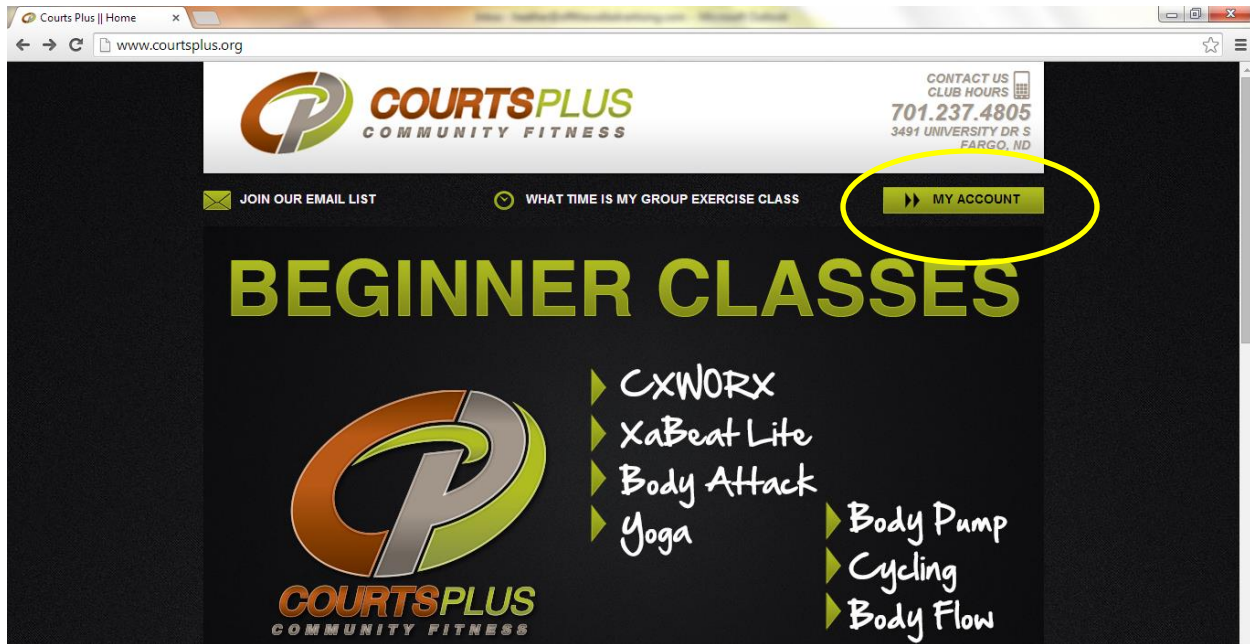 Courts Plus || Home
www.courtsplus.org
COURTSPLUS
COMMUNITY FITNESS
CONTACT US
CLUB HOURS
701.237.4805
3491 UNIVERSITY DR S
FARGO, ND
JOIN OUR EMAIL LIST
WHAT TIME IS MY GROUP EXERCISE CLASS
MY ACCOUNT
BEGINNER CLASSES
CXWORX
XaBeat Lite
Body Attack
Yoga
Body Pump
Cycling
Body Flow
COURTSPLUS
COMMUNITY FITNESS